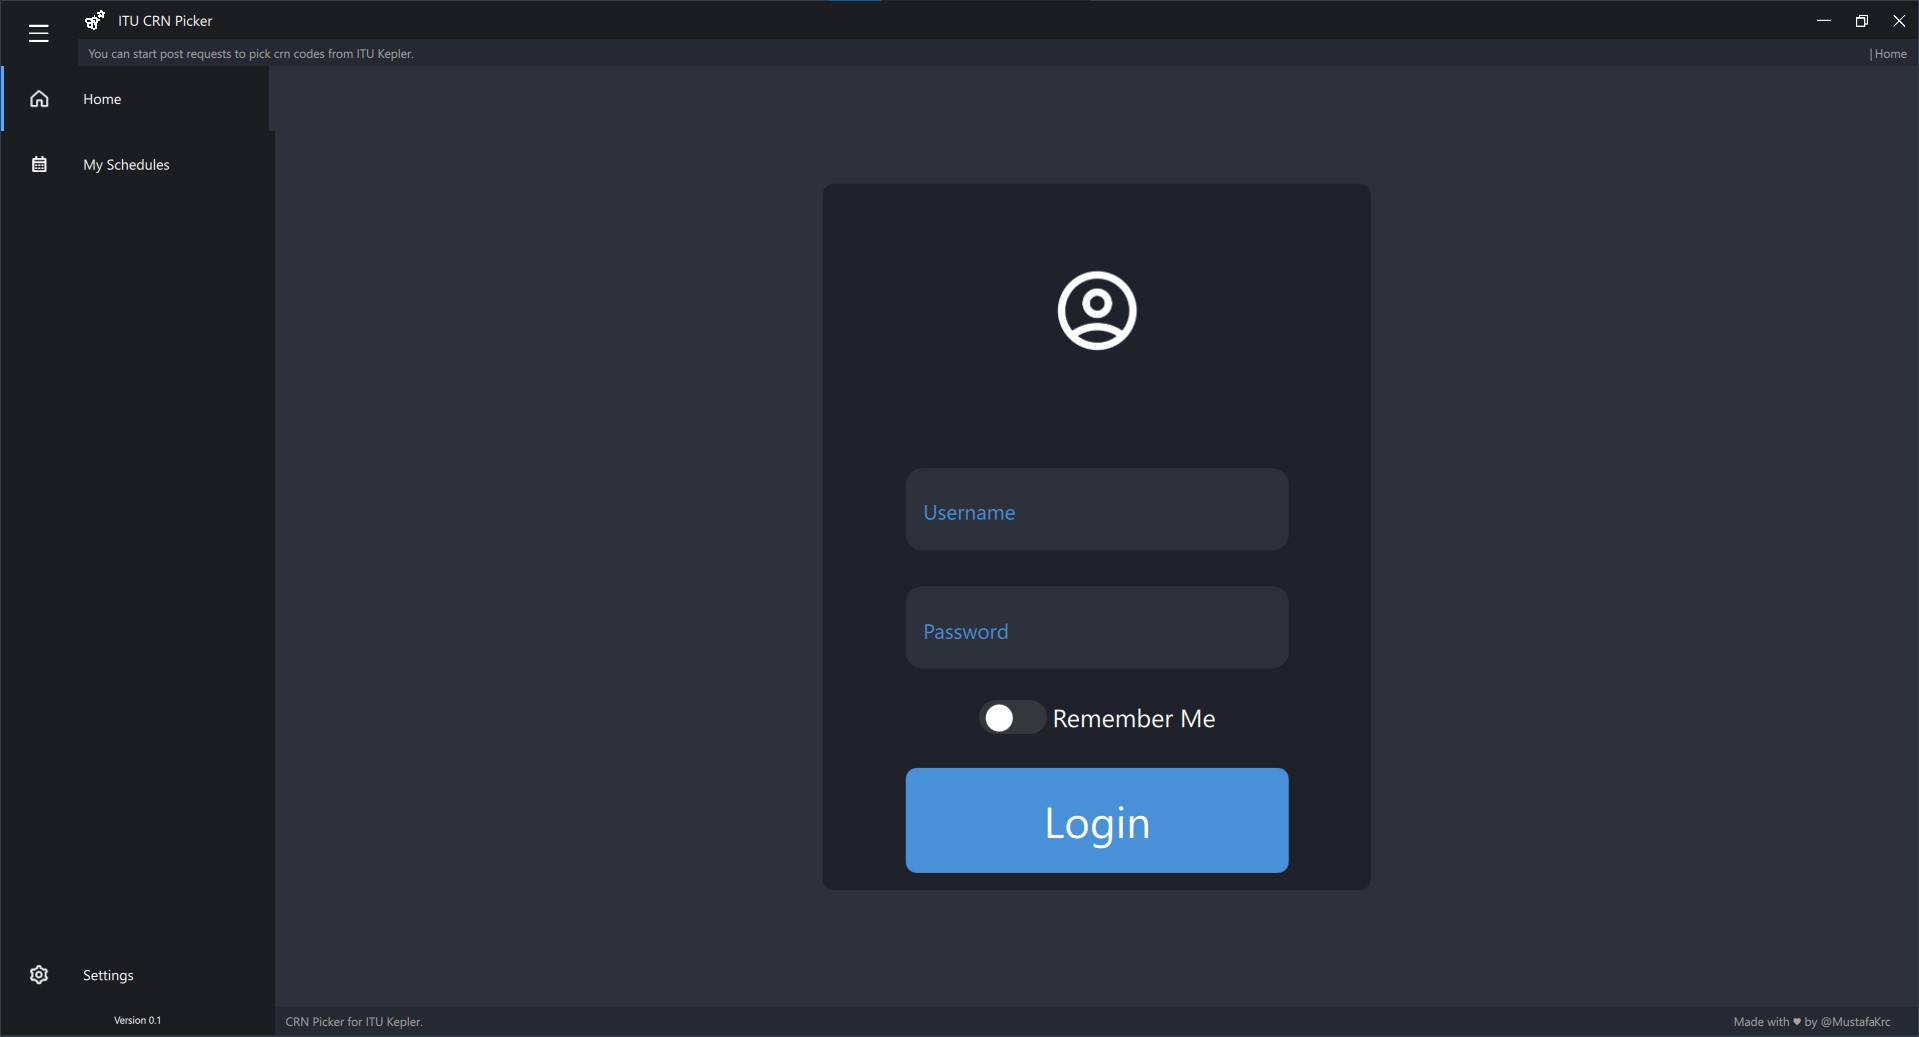 ITU CRN Picker
You can start post requests to pick crn codes from ITU Kepler.
| Home
Home
My Schedules
Username
Password
Remember Me
Login
Settings
Version 0.1
CRN Picker for ITU Kepler.
Made with ♥ by @MustafaKrc